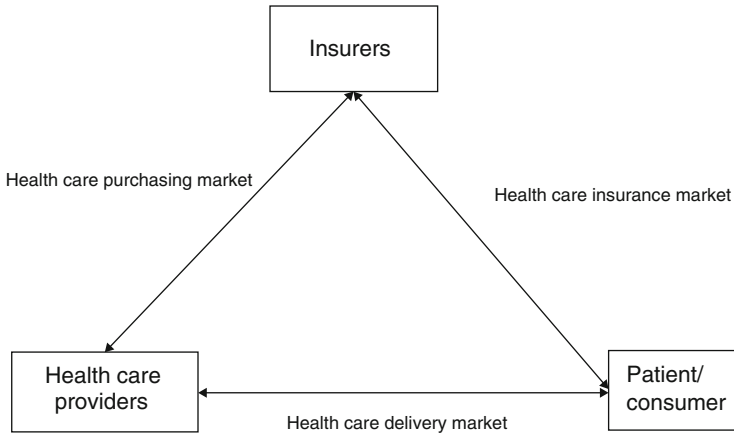 Insurers
Health care purchasing market
Health care insurance market
Health care
providers
Patient/
consumer
Health care delivery market